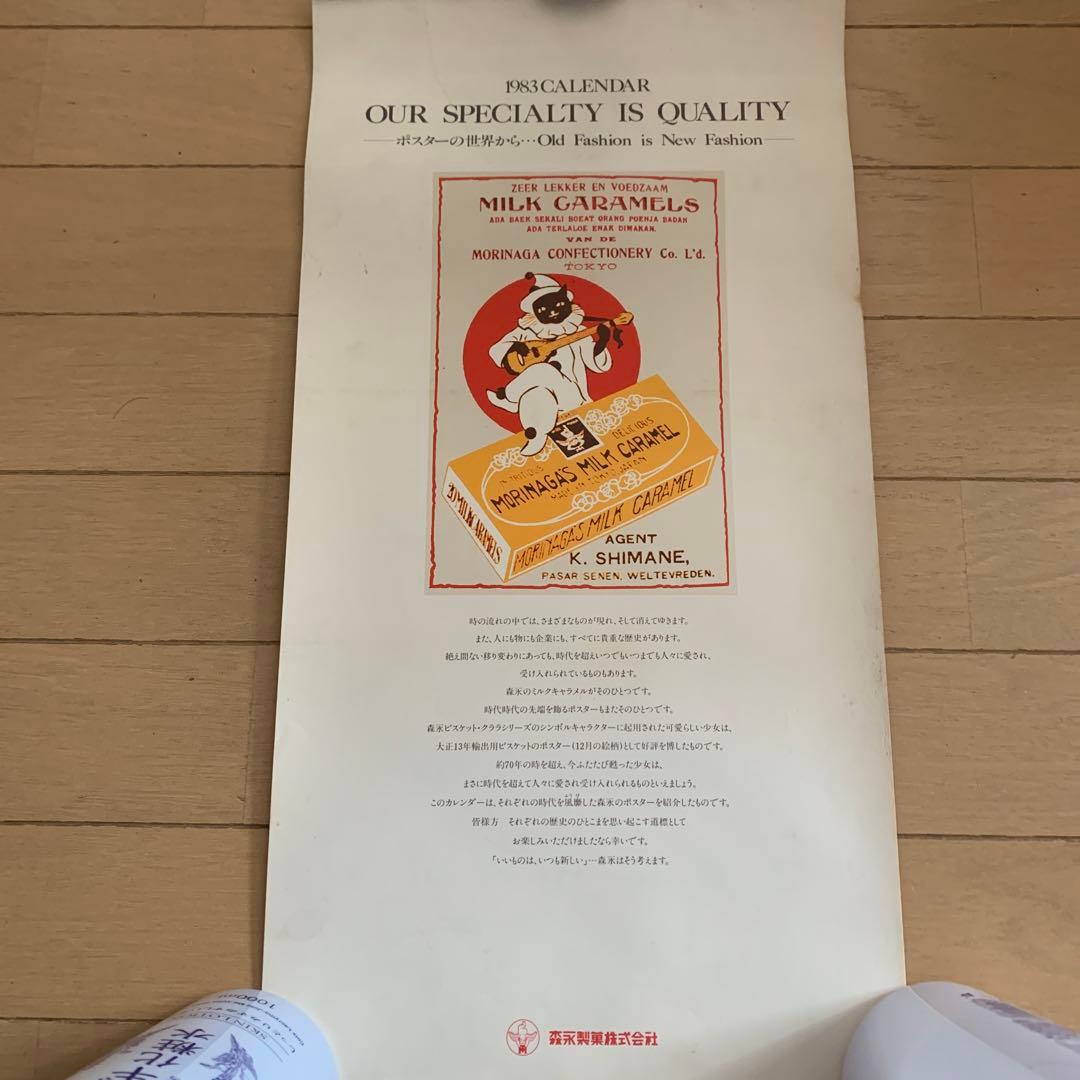 1983 CALENDAR
OUR SPECIALTY IS QUALITY
ポスターの世界から…Old Fashion is New Fashion
ZEER LEKKER EN VOEDZAAM
MILK CARAMELS
ADA BAEK SEKALI BOEAT ORANG POENJA BADAN
ADA TERLALOE ENAK DIMAKAN.
VAN DE
MORINAGA CONFECTIONERY Co. L'd.
TOKYO
DELICIOUS
MORINAGA'S MILK CARAMEL
MADE IN TOKYO JAPAN
20 MILK CARAMELS
MORINAGA'S MILK CARAMEL
AGENT
K. SHIMANE,
PASAR SENEN, WELTEVREDEN.
時の流れの中では、さまざまなものが現れ、そして消えてゆきます。
また、人にも物にも企業にも、すべてに貴重な歴史があります。
絶え間ない移り変わりにあっても、時代を超えいつでもいつまでも人々に愛され、
受け入れられているものもあります。
森永のミルクキャラメルがそのひとつです。
時代時代の先端を飾るポスターもまたそのひとつです。
森永ビスケット・クララシリーズのシンボルキャラクターに起用された可愛らしい少女は、
大正13年輸出用ビスケットのポスター(12月の絵柄)として好評を博したものです。
約70年の時を超え、今ふたたび甦った少女は、
まさに時代を超えて人々に愛され受け入れられるものといえましょう。
このカレンダーは、それぞれの時代を風靡した森永のポスターを紹介したものです。
皆様方 それぞれの歴史のひとこまを思い起こす道標として
お楽しみいただけましたなら幸いです。
「いいものは、いつも新しい」…森永はそう考えます。
森永製菓株式会社
1000ml
化粧水